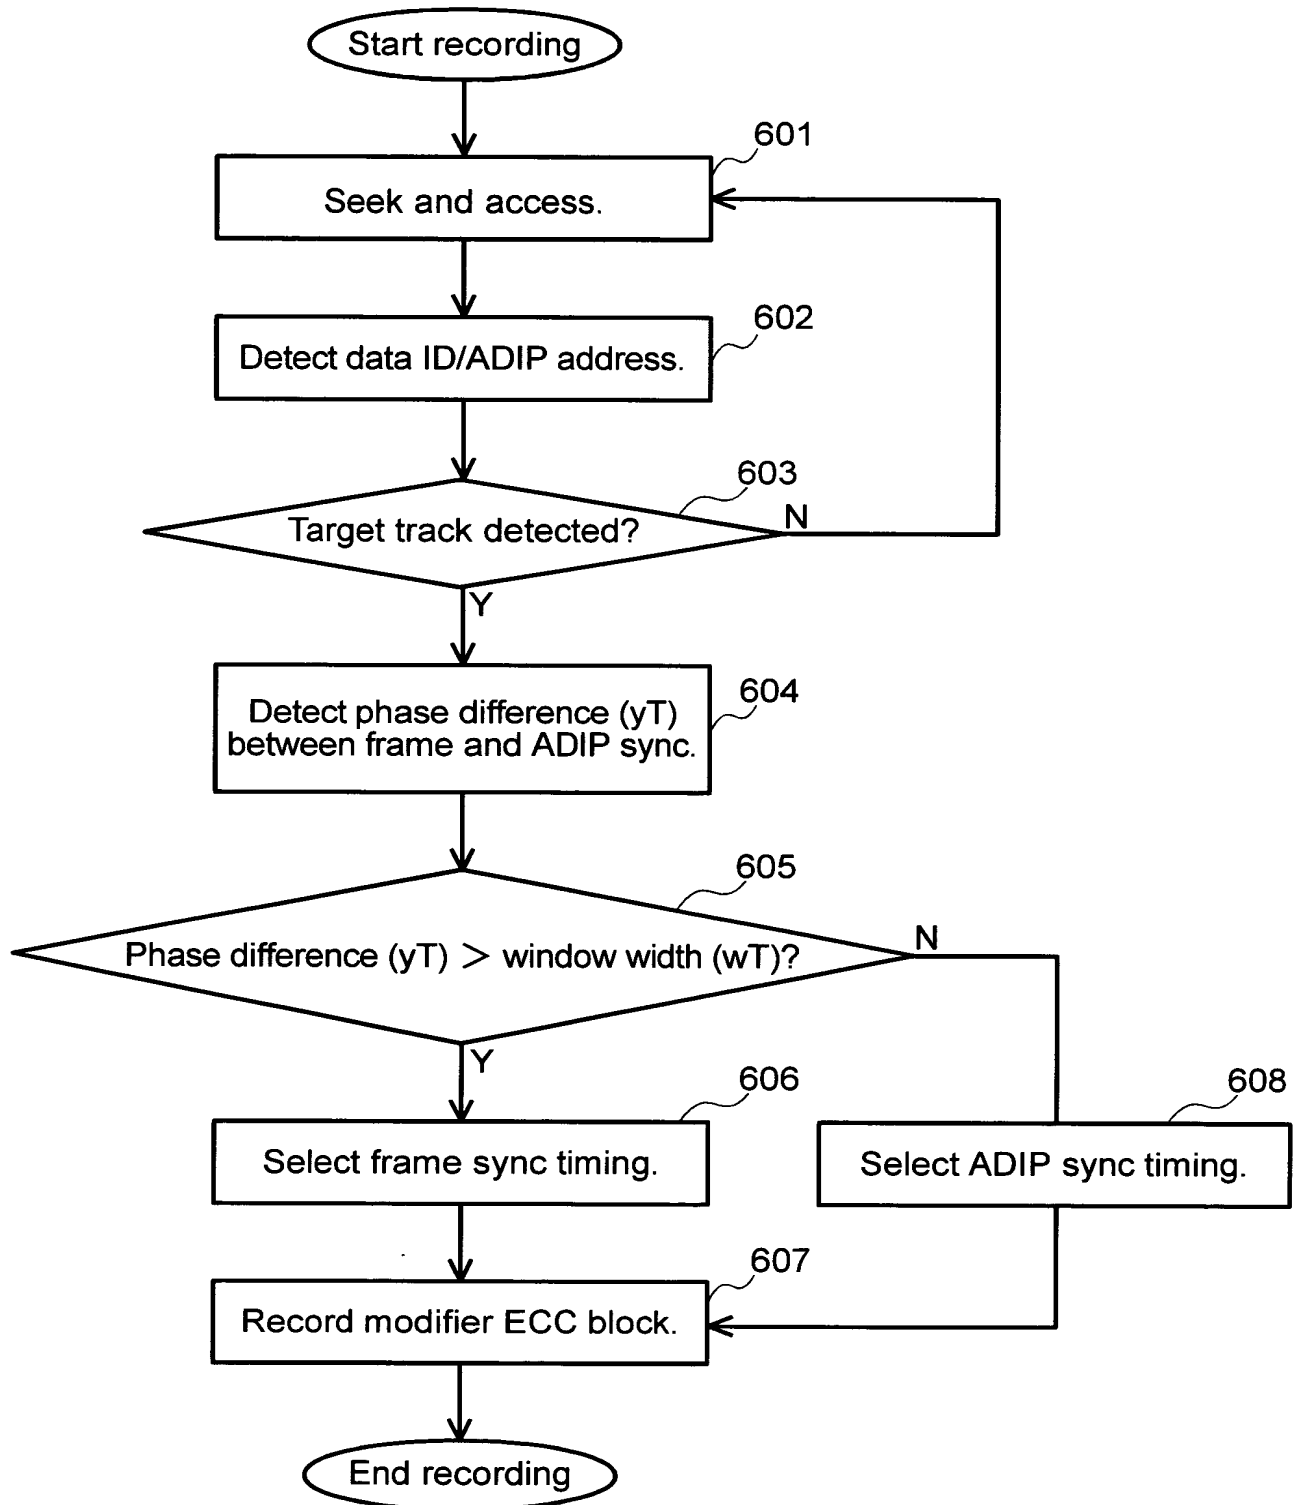 Start recording
601
Seek and access.
602
Detect data ID/ADIP address.
603
Target track detected?
N
Y
604
Detect phase difference (yT)
between frame and ADIP sync.
605
Phase difference (yT) > window width (wT)?
N
Y
606
Select frame sync timing.
608
Select ADIP sync timing.
607
Record modifier ECC block.
End recording